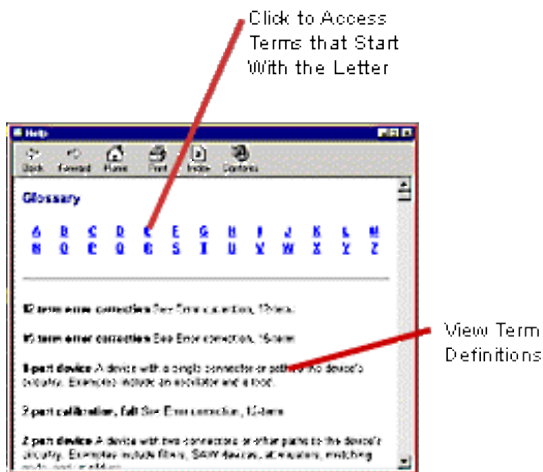 Click to Access
Terms that Start
With the Letter
Help
Back Forward Home Print Index Contents
Glossary
A B C D E F G H I J K L M
N O P Q R S T U V W X Y Z
12 term error correction See Error correction, 12-term
16 term error correction See Error correction, 16-term
1-port device A device with a single connector or path to the device's
circuitry. Examples include an oscillator and a load.
2-port calibration, full See Error correction, 12-term
2-port device A device with two connectors or other paths to the device's
circuitry. Examples include filters, SAW devices, attenuators, matching
View Term
Definitions